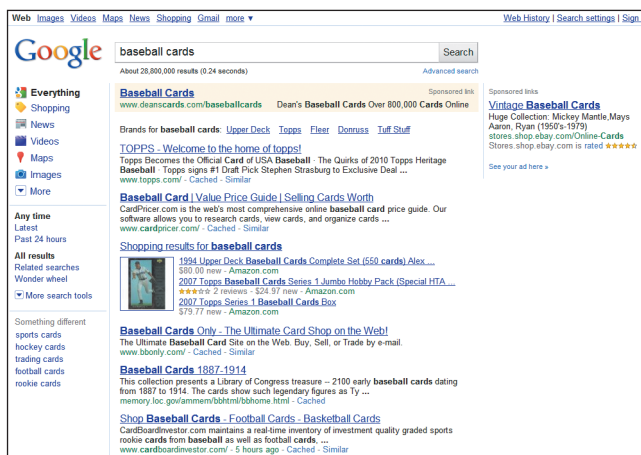 Web Images Videos Maps News Shopping Gmail more ▼
Web History | Search settings | Sign
Google
baseball cards
Search
About 28,800,000 results (0.24 seconds)
Advanced search
Everything
Shopping
News
Videos
Maps
Images
More
Any time
Latest
Past 24 hours
All results
Related searches
Wonder wheel
More search tools
Something different
sports cards
hockey cards
trading cards
football cards
rookie cards
Baseball Cards
Sponsored link
www.deanscards.com/baseballcards Dean's Baseball Cards Over 800,000 Cards Online
Brands for baseball cards: Upper Deck Topps Fleer Donruss Tuff Stuff
TOPPS - Welcome to the home of topps!
Topps Becomes the Official Card of USA Baseball · The Quirks of 2010 Topps Heritage
Baseball · Topps signs #1 Draft Pick Stephen Strasburg to Exclusive Deal ...
www.topps.com/ - Cached - Similar
Baseball Card | Value Price Guide | Selling Cards Worth
CardPricer.com is the web's most comprehensive online baseball card price guide. Our
software allows you to research cards, view cards, and organize cards ...
www.cardpricer.com/ - Cached - Similar
Shopping results for baseball cards
1994 Upper Deck Baseball Cards Complete Set (550 cards) Alex ...
$80.00 new - Amazon.com
2007 Topps Baseball Cards Series 1 Jumbo Hobby Pack (Special HTA ...
2 reviews - $24.97 new - Amazon.com
2007 Topps Series 1 Baseball Cards Box
$79.77 new - Amazon.com
Baseball Cards Only - The Ultimate Card Shop on the Web!
The Ultimate Baseball Card Site on the Web. Buy, Sell, or Trade by e-mail.
www.bbonly.com/ - Cached - Similar
Baseball Cards 1887-1914
This collection presents a Library of Congress treasure -- 2100 early baseball cards dating
from 1887 to 1914. The cards show such legendary figures as Ty ...
memory.loc.gov/ammem/bbhtml/bbhome.html - Cached
Shop Baseball Cards - Football Cards - Basketball Cards
CardBoardInvestor.com maintains a real-time inventory of investment quality graded sports
rookie cards from baseball as well as football cards, ...
www.cardboardinvestor.com/ - 5 hours ago - Cached - Similar
Sponsored links
Vintage Baseball Cards
Huge Collection: Mickey Mantle,Mays
Aaron, Ryan (1950's-1979)
stores.shop.ebay.com/Online-Cards
Stores.shop.ebay.com is rated
See your ad here »